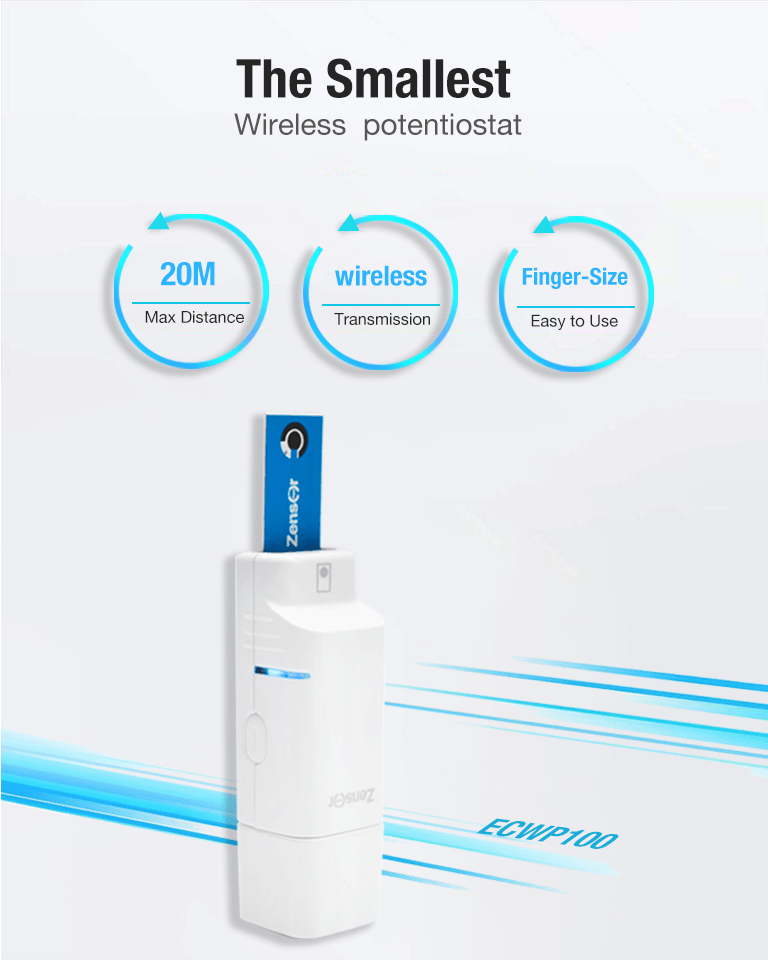 The Smallest
Wireless potentiostat
20M
Max Distance
wireless
Transmission
Finger-Size
Easy to Use
Zensor
Zensor
ECWP100